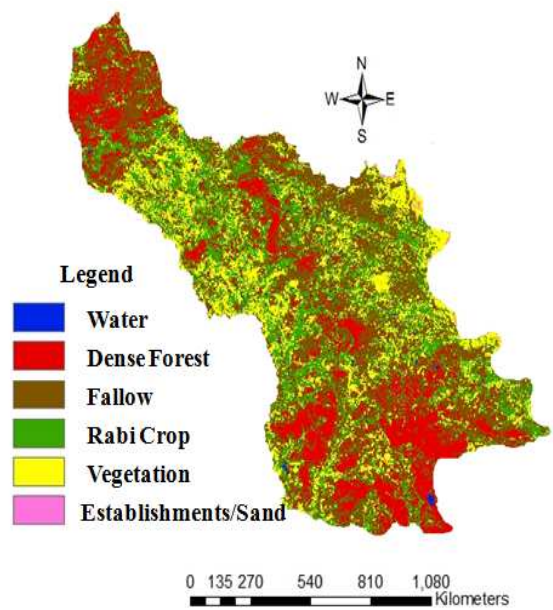 N
W E
S
Legend
Water
Dense Forest
Fallow
Rabi Crop
Vegetation
Establishments/Sand
0 135 270 540 810 1,080
Kilometers